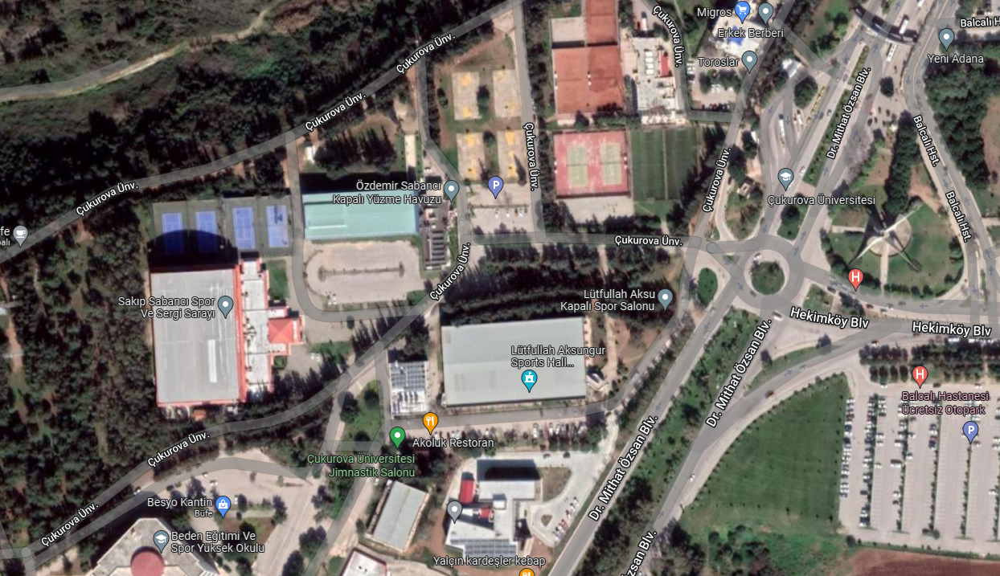 Migros
Erkek Berberi
Çukurova Ünv.
Balcalı H
Yeni Adana
Toroslar
Çukurova Ünv.
Çukurova Ünv.
Dr. Mithat Özsan Blv.
Balcalı Hst.
Çukurova Ünv.
Çukurova Ünv.
Özdemir Sabancı
Kapalı Yüzme Havuzu
P
Çukurova Ünv.
Çukurova Üniversitesi
Balcalı Hst.
fe
Çukurova Ünv.
Çukurova Ünv.
H
Sakıp Sabancı Spor
Ve Sergi Sarayı
Lütfullah Aksu
Kapalı Spor Salonu
Hekimköy Blv
Hekimköy Blv
Lütfullah Aksungur
Sports Hall...
Dr. Mithat Özsan Blv.
H
Balcalı Hastanesi
Ücretsiz Otopark
P
Akoluk Restoran
Çukurova Ünv.
Çukurova Üniversitesi
Jimnastik Salonu
Dr. Mithat Özsan Blv.
Besyo Kantin
Büfe
Çukurova Ünv.
Beden Eğitimi Ve
Spor Yüksek Okulu
Yalçın kardeşler kebap
Özsan Blv.